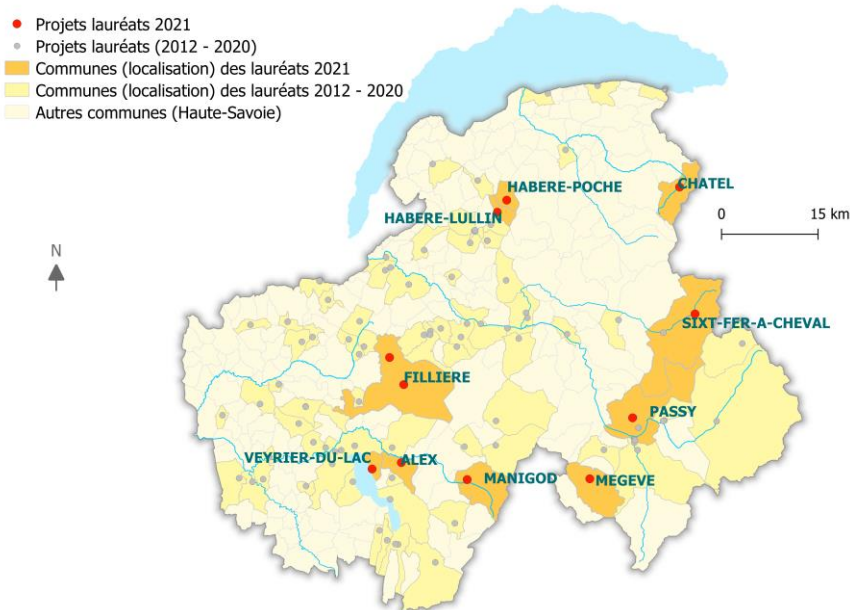 Projets lauréats 2021
Projets lauréats (2012 - 2020)
Communes (localisation) des lauréats 2021
Communes (localisation) des lauréats 2012 - 2020
Autres communes (Haute-Savoie)
HABERE-POCHE
CHATEL
HABERE-LULLIN
0 15 km
N
SIXT-FER-A-CHEVAL
FILLIERE
PASSY
VEYRIER-DU-LAC
ALEX
MANIGOD
MEGEVE